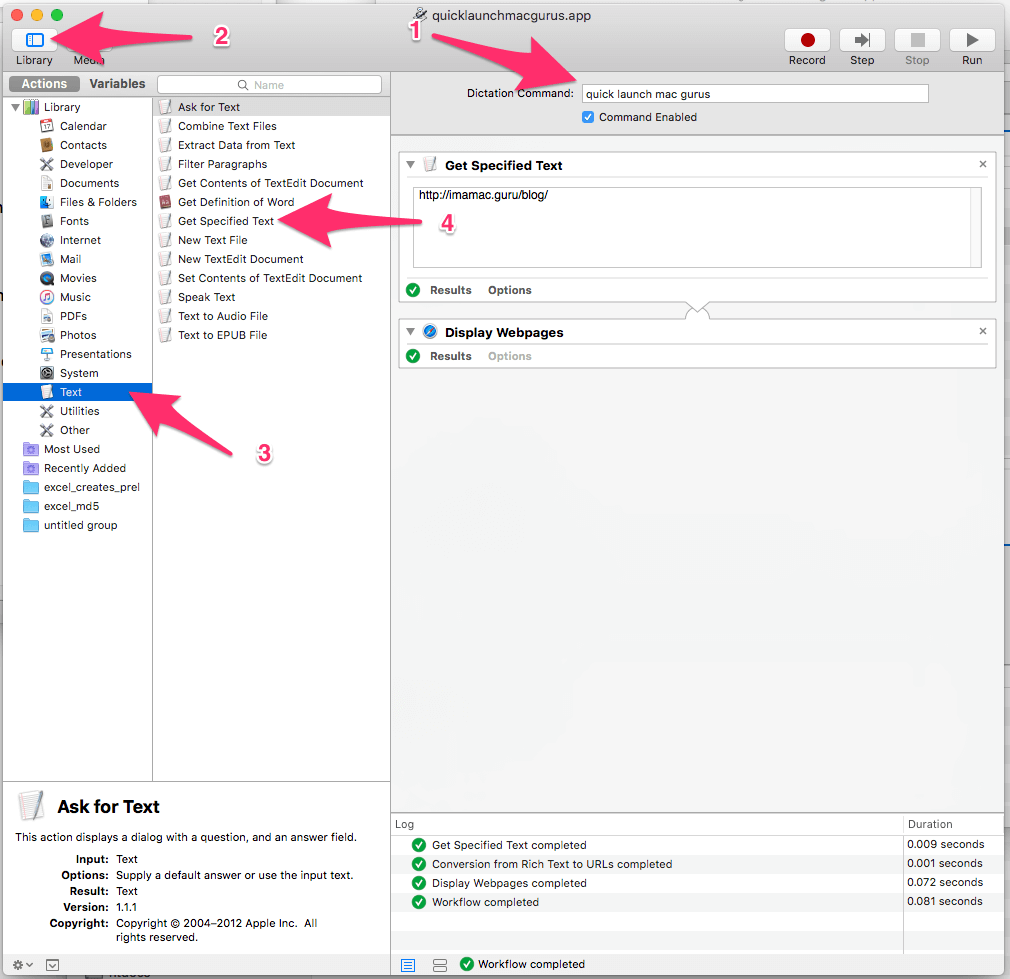 quicklaunchmacgurus.app
1
2
Library
Media
Record
Step
Stop
Run
Actions
Variables
Name
Dictation Command:
quick launch mac gurus
Command Enabled
Library
Calendar
Contacts
Developer
Documents
Files & Folders
Fonts
Internet
Mail
Movies
Music
PDFs
Photos
Presentations
System
Text
Utilities
Other
Most Used
Recently Added
excel_creates_prel
excel_md5
untitled group
3
Ask for Text
Combine Text Files
Extract Data from Text
Filter Paragraphs
Get Contents of TextEdit Document
Get Definition of Word
Get Specified Text
New Text File
New TextEdit Document
Set Contents of TextEdit Document
Speak Text
Text to Audio File
Text to EPUB File
4
Get Specified Text
http://imamac.guru/blog/
Results
Options
Display Webpages
Results
Options
Ask for Text
This action displays a dialog with a question, and an answer field.
Input: Text
Options: Supply a default answer or use the input text.
Result: Text
Version: 1.1.1
Copyright: Copyright © 2004–2012 Apple Inc. All
rights reserved.
Log
Duration
Get Specified Text completed
0.009 seconds
Conversion from Rich Text to URLs completed
0.001 seconds
Display Webpages completed
0.072 seconds
Workflow completed
0.081 seconds
Workflow completed